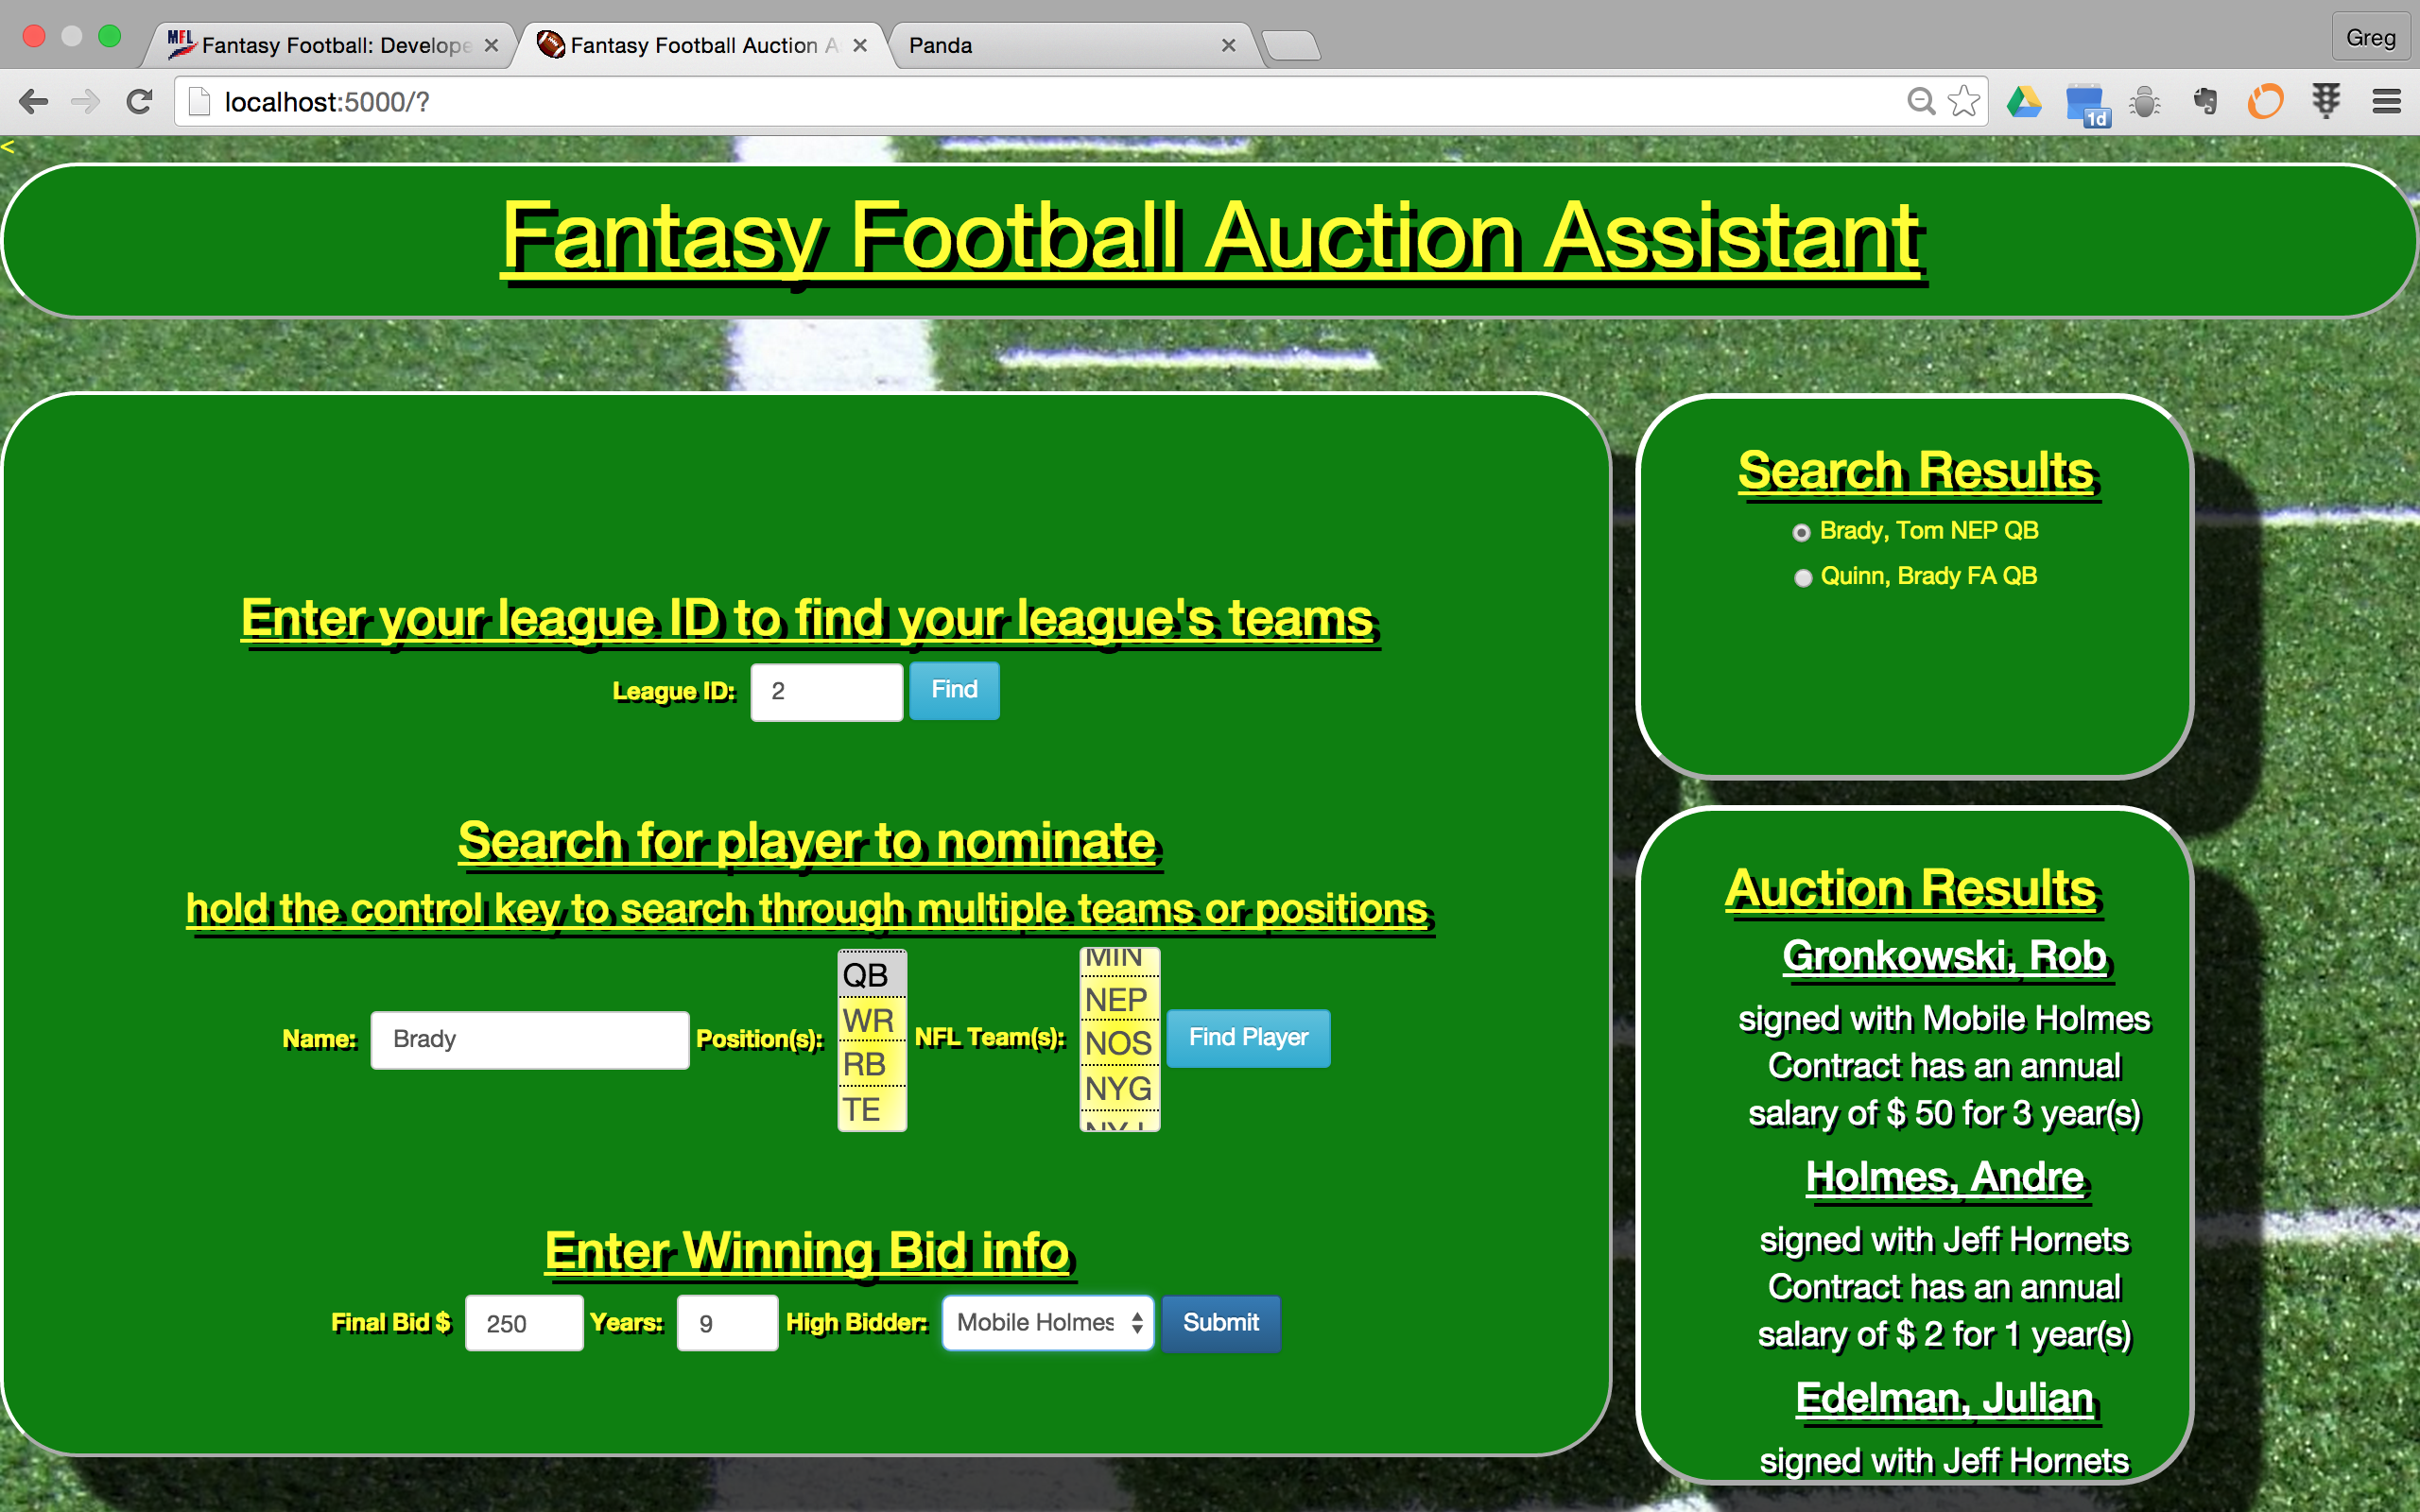 Fantasy Football: Develope
Fantasy Football Auction A
Panda
Greg
localhost:5000/?
1d
<
Fantasy Football Auction Assistant
Enter your league ID to find your league's teams
League ID: 2 Find
Search for player to nominate
hold the control key to search through multiple teams or positions
Name: Brady Position(s): QB WR RB TE NFL Team(s): MIN NEP NOS NYG NYJ Find Player
Enter Winning Bid info
Final Bid $ 250 Years: 9 High Bidder: Mobile Holmes Submit
Search Results
Brady, Tom NEP QB
Quinn, Brady FA QB
Auction Results
Gronkowski, Rob
signed with Mobile Holmes
Contract has an annual
salary of $ 50 for 3 year(s)
Holmes, Andre
signed with Jeff Hornets
Contract has an annual
salary of $ 2 for 1 year(s)
Edelman, Julian
signed with Jeff Hornets